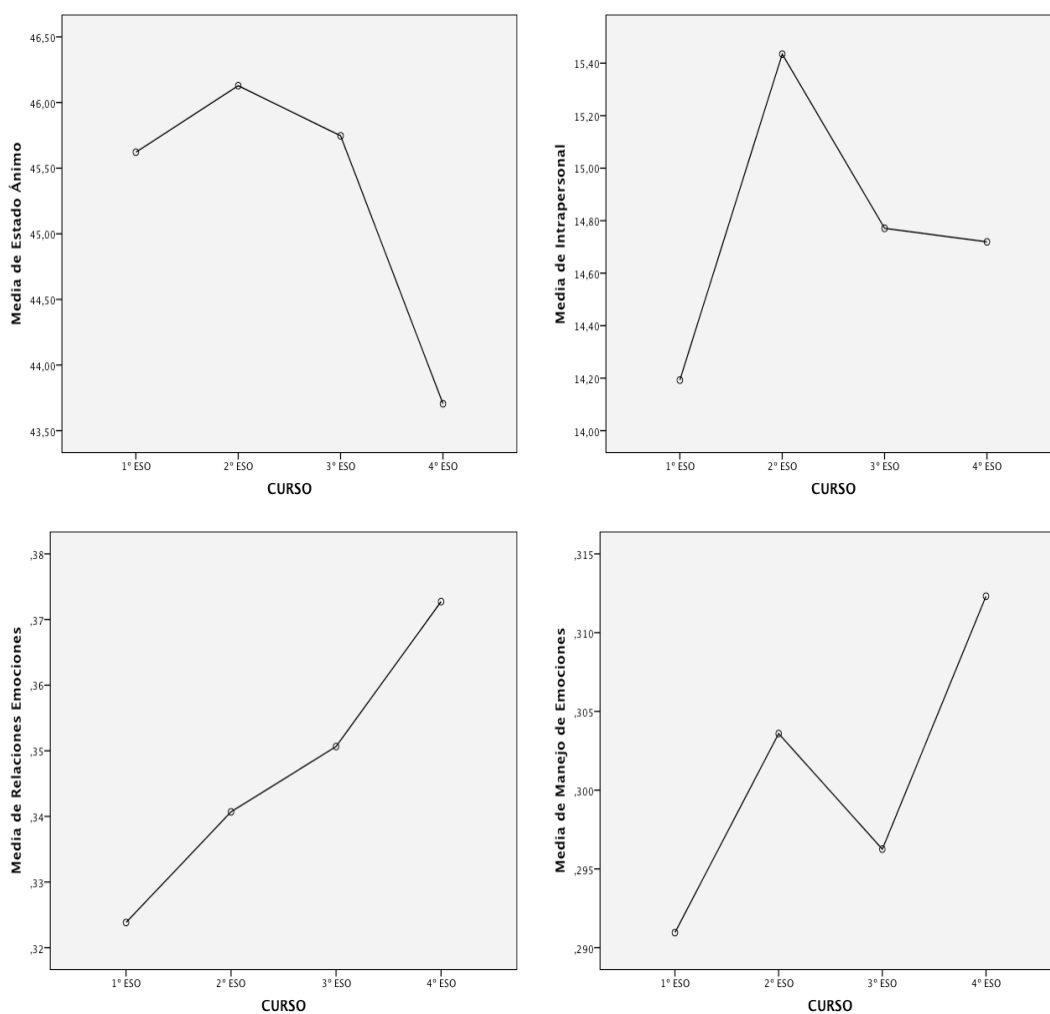 Media de Estado Ánimo
46,50
46,00
45,50
45,00
44,50
44,00
43,50
1º ESO 2º ESO 3º ESO 4º ESO
CURSO
Media de Intrapersonal
15,40
15,20
15,00
14,80
14,60
14,40
14,20
14,00
1º ESO 2º ESO 3º ESO 4º ESO
CURSO
Media de Relaciones Emociones
,38
,37
,36
,35
,34
,33
,32
1º ESO 2º ESO 3º ESO 4º ESO
CURSO
Media de Manejo de Emociones
,315
,310
,305
,300
,295
,290
1º ESO 2º ESO 3º ESO 4º ESO
CURSO